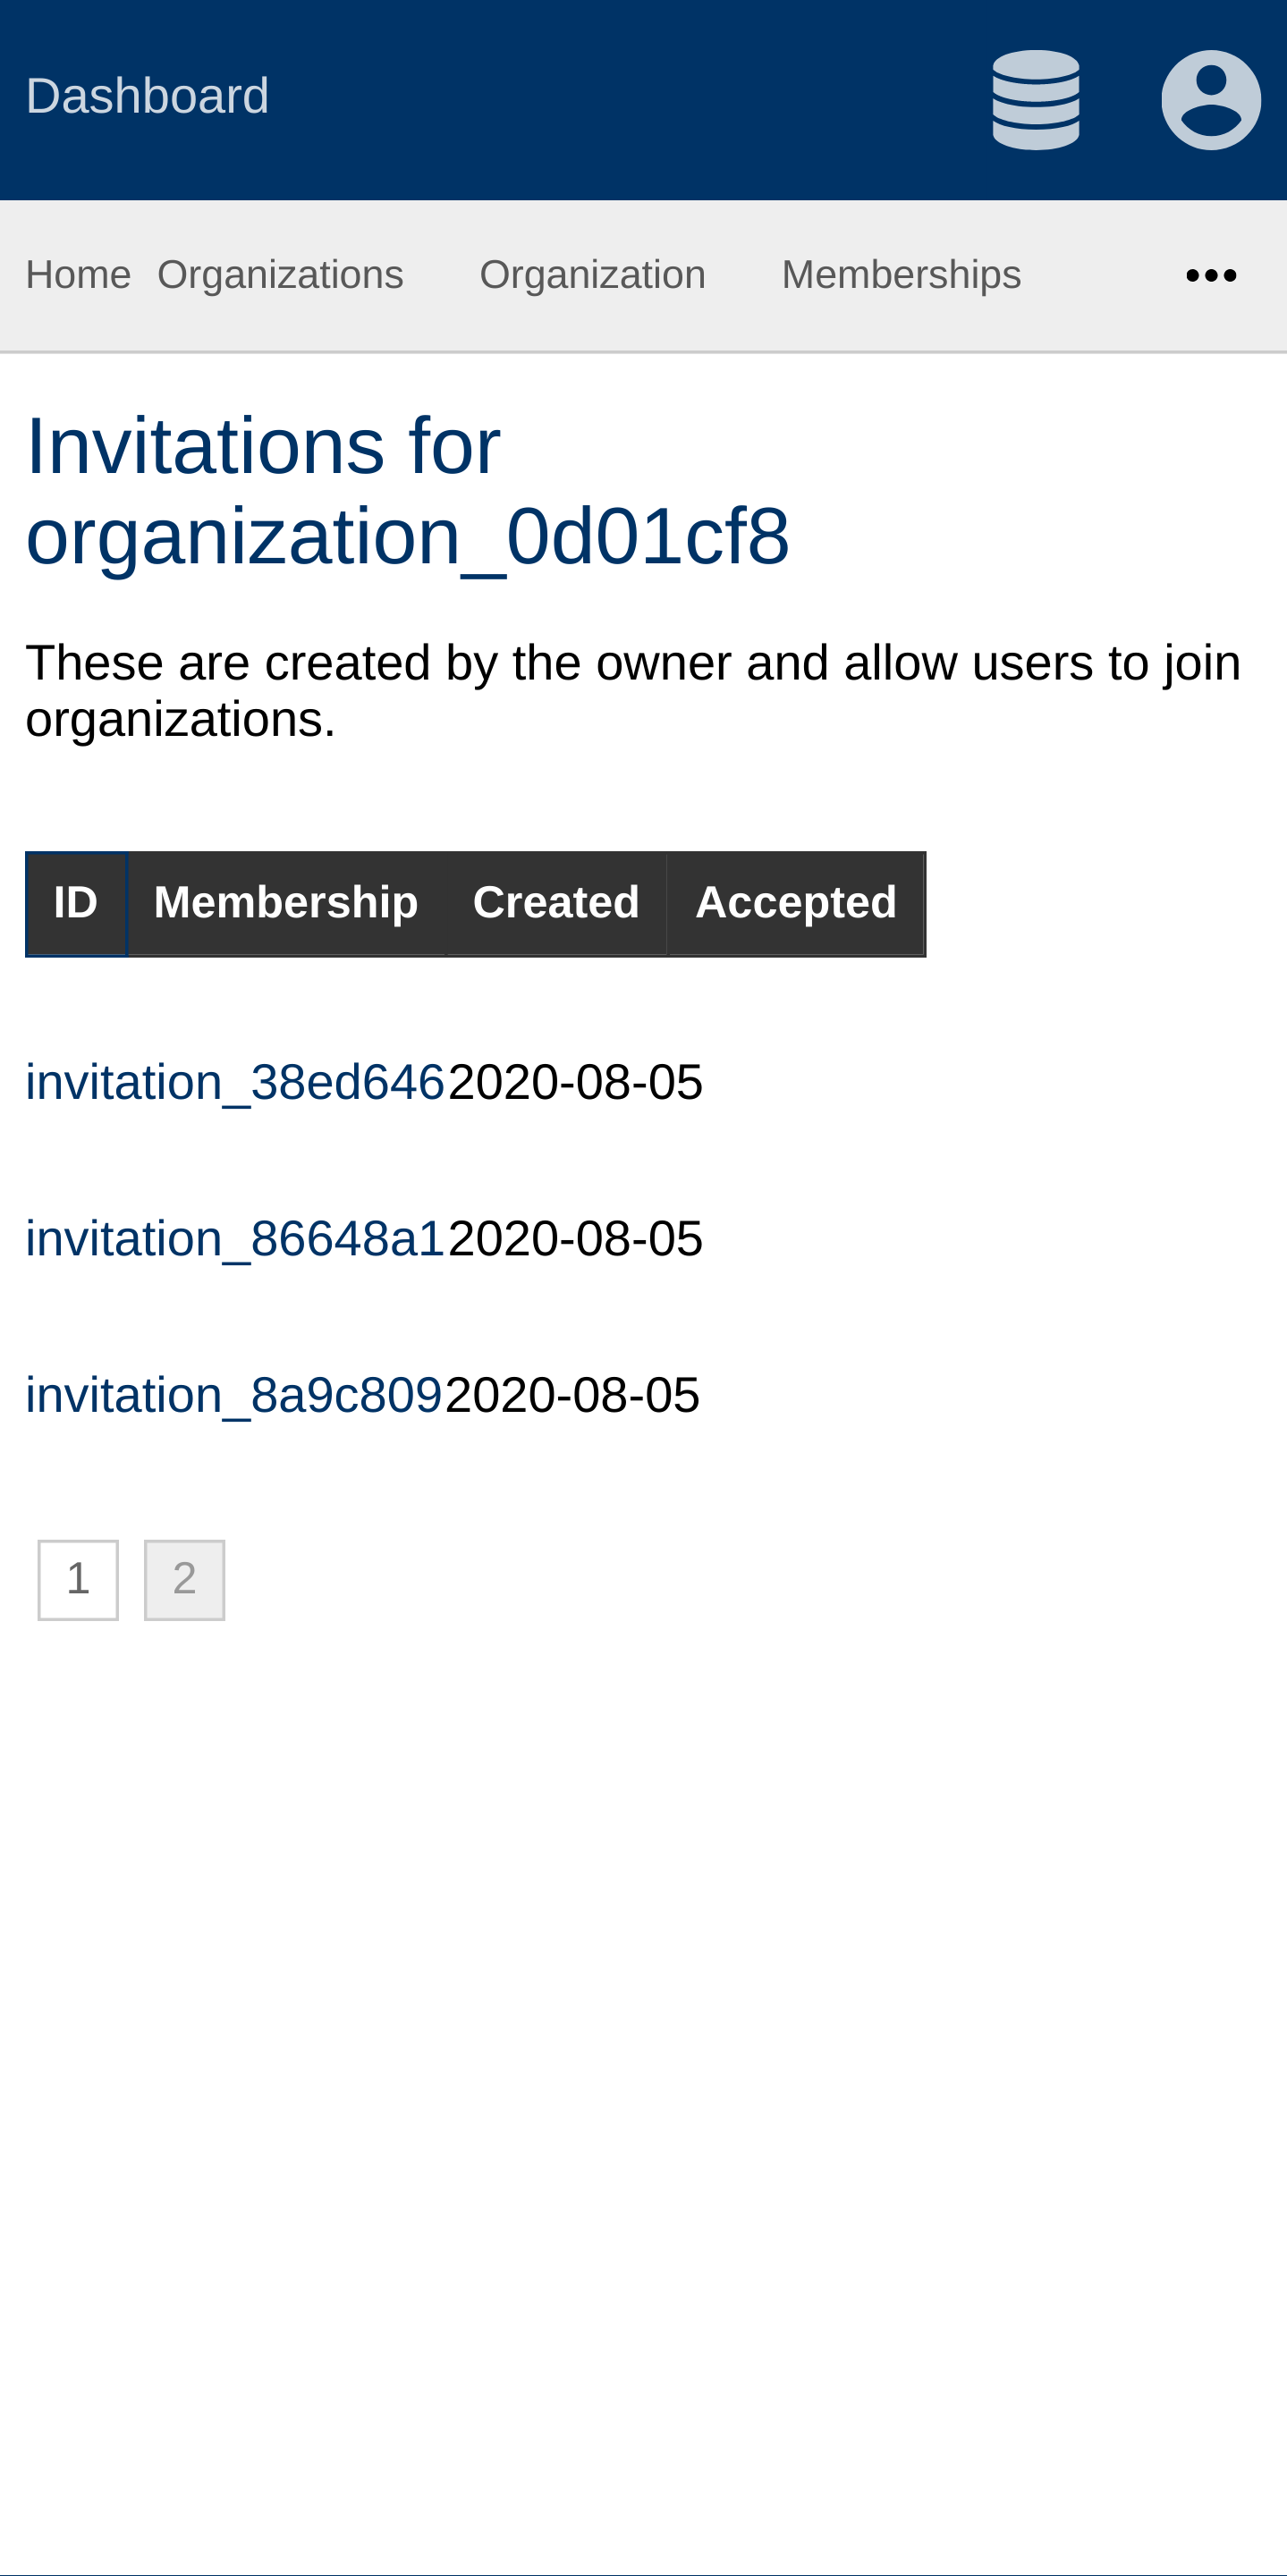 Dashboard
Home Organizations Organization Memberships
Invitations for
organization_0d01cf8
These are created by the owner and allow users to join
organizations.
ID Membership Created Accepted
invitation_38ed646 2020-08-05
invitation_86648a1 2020-08-05
invitation_8a9c809 2020-08-05
1 2